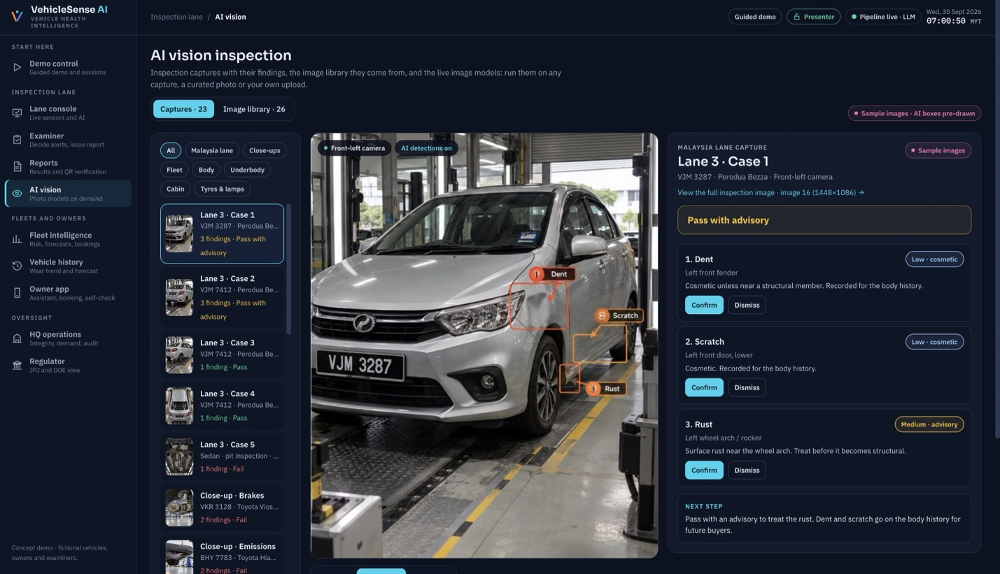 VehicleSense AI
VEHICLE HEALTH
INTELLIGENCE
START HERE
Demo control
Guided demo and sessions
INSPECTION LANE
Lane console
Live sensors and AI
Examiner
Decide alerts, issue report
Reports
Results and QR verification
AI vision
Photo models on demand
FLEETS AND OWNERS
Fleet intelligence
Risk, forecasts, bookings
Vehicle history
Wear trend and forecast
Owner app
Assistant, booking, self-check
OVERSIGHT
HQ operations
Integrity, demand, audit
Regulator
JPJ and DOE view
Concept demo · fictional vehicles,
owners and examiners.
Inspection lane / AI vision
Guided demo
Presenter
Pipeline live · LLM
Wed, 30 Sept 2026
07:00:50 MYT
AI vision inspection
Inspection captures with their findings, the image library they come from, and the live image models: run them on any
capture, a curated photo or your own upload.
Captures · 23
Image library · 26
Sample images · AI boxes pre-drawn
All
Malaysia lane
Close-ups
Fleet
Body
Underbody
Cabin
Tyres & lamps
Lane 3 · Case 1
VJM 3287 · Perodua Be...
3 findings · Pass with
advisory
Lane 3 · Case 2
VJM 7412 · Perodua Be...
3 findings · Pass with
advisory
Lane 3 · Case 3
VJM 7412 · Perodua Be...
1 finding · Pass
Lane 3 · Case 4
VJM 7412 · Perodua Be...
1 finding · Pass
Lane 3 · Case 5
Sedan · pit inspection · ...
1 finding · Fail
Close-up · Brakes
VKR 3128 · Toyota Vios...
2 findings · Fail
Close-up · Emissions
BHY 7783 · Toyota Hia...
2 findings · Fail
Front-left camera
AI detections on
1 Dent
2 Scratch
3 Rust
VJM 3287
MALAYSIA LANE CAPTURE
Sample images
Lane 3 · Case 1
VJM 3287 · Perodua Bezza · Front-left camera
View the full inspection image · image 16 (1448×1086) →
Pass with advisory
1. Dent
Low · cosmetic
Left front fender
Cosmetic unless near a structural member. Recorded for the body history.
Confirm
Dismiss
2. Scratch
Low · cosmetic
Left front door, lower
Cosmetic. Recorded for the body history.
Confirm
Dismiss
3. Rust
Medium · advisory
Left wheel arch / rocker
Surface rust near the wheel arch. Treat before it becomes structural.
Confirm
Dismiss
NEXT STEP
Pass with an advisory to treat the rust. Dent and scratch go on the body history for
future buyers.